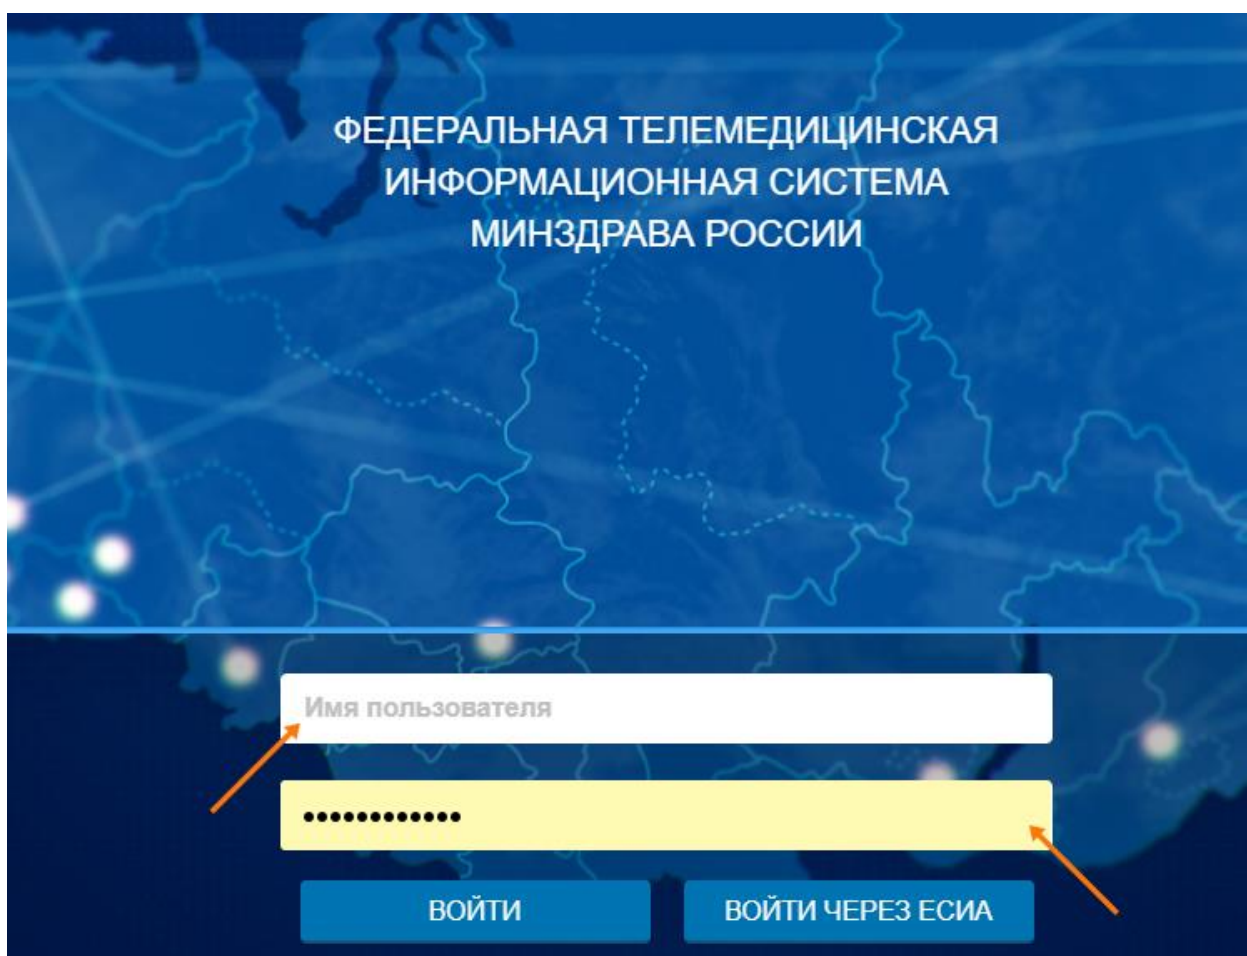 ФЕДЕРАЛЬНАЯ ТЕЛЕМЕДИЦИНСКАЯ
ИНФОРМАЦИОННАЯ СИСТЕМА
МИНЗДРАВА РОССИИ
Имя пользователя
••••••••••••
ВОЙТИ
ВОЙТИ ЧЕРЕЗ ЕСИА